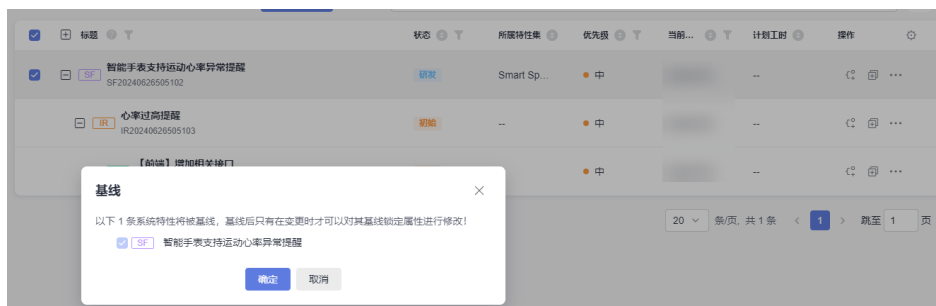 标题 状态 所属特性集 优先级 当前... 计划工时 操作
SF 智能手表支持运动心率异常提醒 研发 Smart Sp... 中 --
SF20240626505102
IR 心率过高提醒 初始 -- 中 --
IR20240626505103
【前端】增加相关接口 中 --
基线
以下 1 条系统特性将被基线，基线后只有在变更时才可以对其基线锁定属性进行修改！
SF 智能手表支持运动心率异常提醒
确定 取消
20 条/页, 共 1 条 1 跳至 1 页